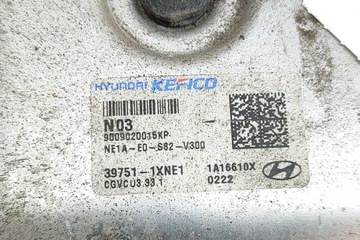 HYUNDAI KEFICO
N03
9009020015KP
NE1A-E0-S82-V300
39751-1XNE1 1A16610X
CGVCU3.33.1 0222